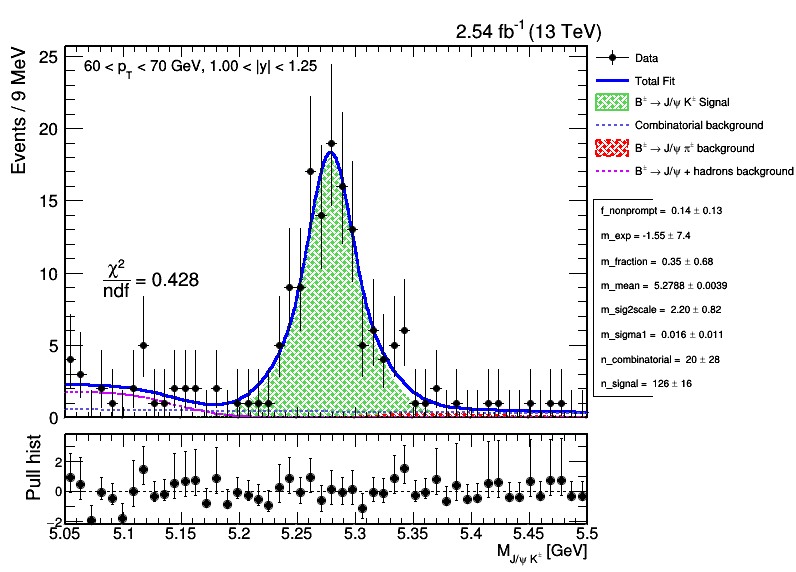 2.54 fb⁻¹ (13 TeV)
Events / 9 MeV
25
20
15
10
5
0
60 < p_T < 70 GeV, 1.00 < |y| < 1.25
χ²/ndf = 0.428
Data
Total Fit
B± → J/ψ K± Signal
Combinatorial background
B± → J/ψ π± background
B± → J/ψ + hadrons background
f_nonprompt = 0.14 ± 0.13
m_exp = -1.55 ± 7.4
m_fraction = 0.35 ± 0.68
m_mean = 5.2788 ± 0.0039
m_sig2scale = 2.20 ± 0.82
m_sigma1 = 0.016 ± 0.011
n_combinatorial = 20 ± 28
n_signal = 126 ± 16
Pull hist
2
0
−2
5.05 5.1 5.15 5.2 5.25 5.3 5.35 5.4 5.45 5.5
M_J/ψ K± [GeV]